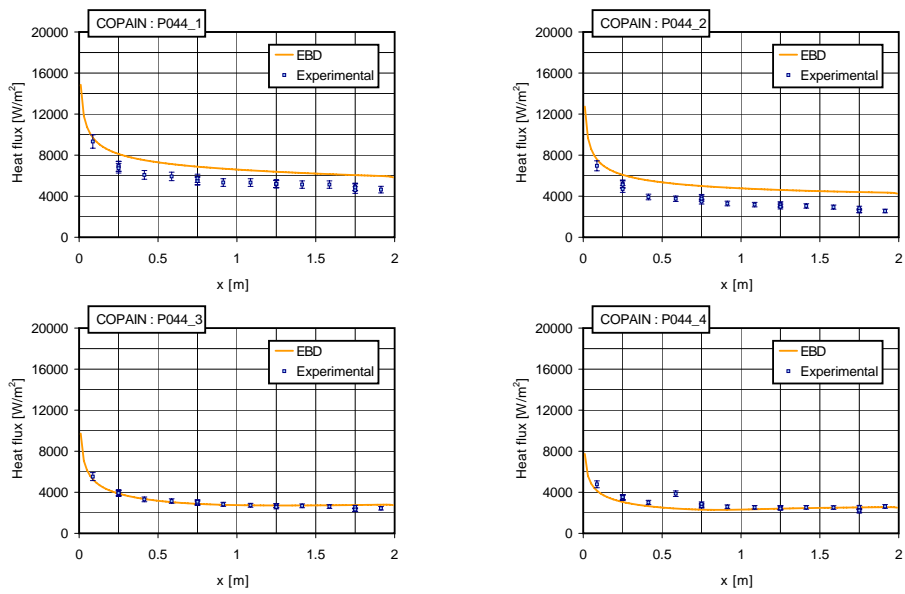 COPAIN : P044_1
20000
16000
12000
8000
4000
0
Heat flux [W/m²]
EBD
Experimental
0 0.5 1 1.5 2
x [m]
COPAIN : P044_2
20000
16000
12000
8000
4000
0
Heat flux [W/m²]
EBD
Experimental
0 0.5 1 1.5 2
x [m]
COPAIN : P044_3
20000
16000
12000
8000
4000
0
Heat flux [W/m²]
EBD
Experimental
0 0.5 1 1.5 2
x [m]
COPAIN : P044_4
20000
16000
12000
8000
4000
0
Heat flux [W/m²]
EBD
Experimental
0 0.5 1 1.5 2
x [m]